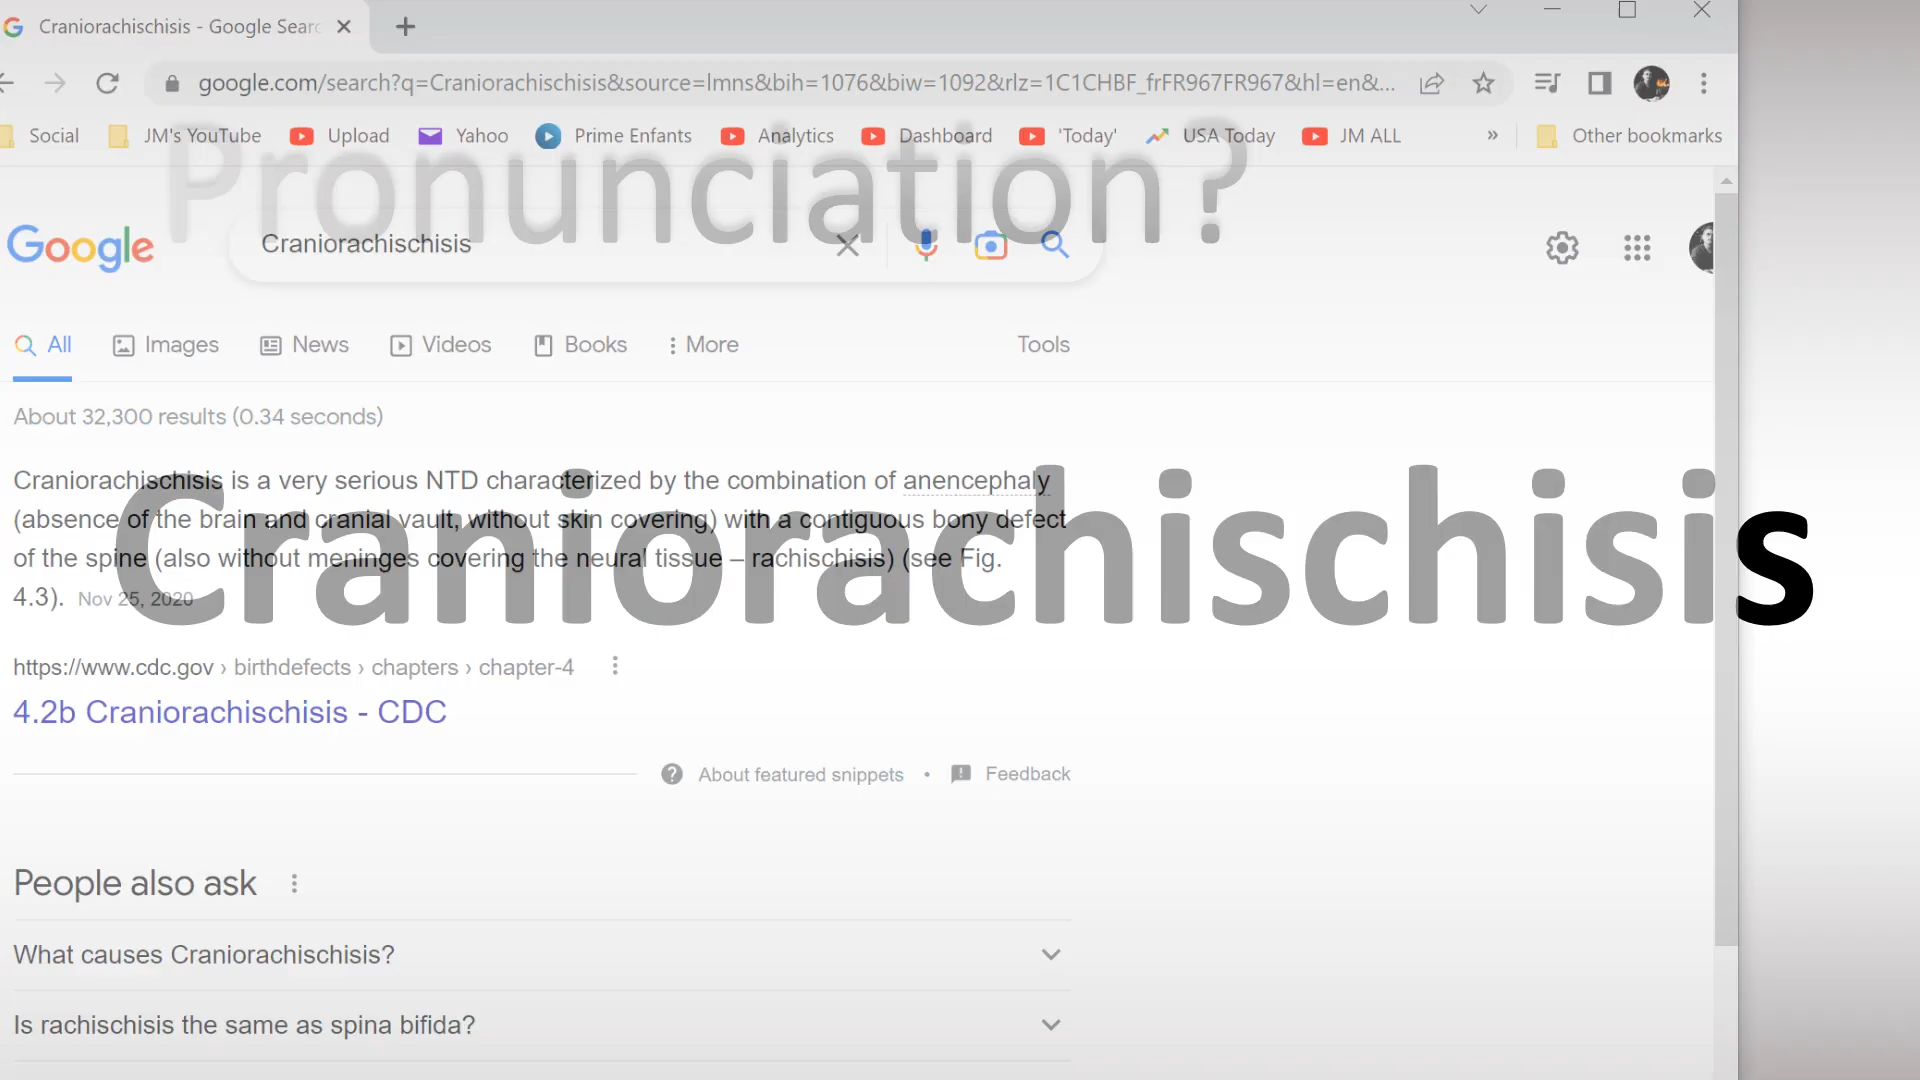 Craniorachischisis - Google Sear
google.com/search?q=Craniorachischisis&source=lmns&bih=1076&biw=1092&rlz=1C1CHBF_frFR967FR967&hl=en&...
Social JM's YouTube Upload Yahoo Prime Enfants Analytics Dashboard 'Today' USA Today JM ALL » Other bookmarks
Pronunciation?
Google Craniorachischisis
All Images News Videos Books More Tools
About 32,300 results (0.34 seconds)
Craniorachischisis is a very serious NTD characterized by the combination of anencephaly
(absence of the brain and cranial vault, without skin covering) with a contiguous bony defect
of the spine (also without meninges covering the neural tissue – rachischisis) (see Fig.
4.3). Nov 25, 2020
Craniorachischisis
https://www.cdc.gov › birthdefects › chapters › chapter-4
4.2b Craniorachischisis - CDC
About featured snippets • Feedback
People also ask
What causes Craniorachischisis?
Is rachischisis the same as spina bifida?